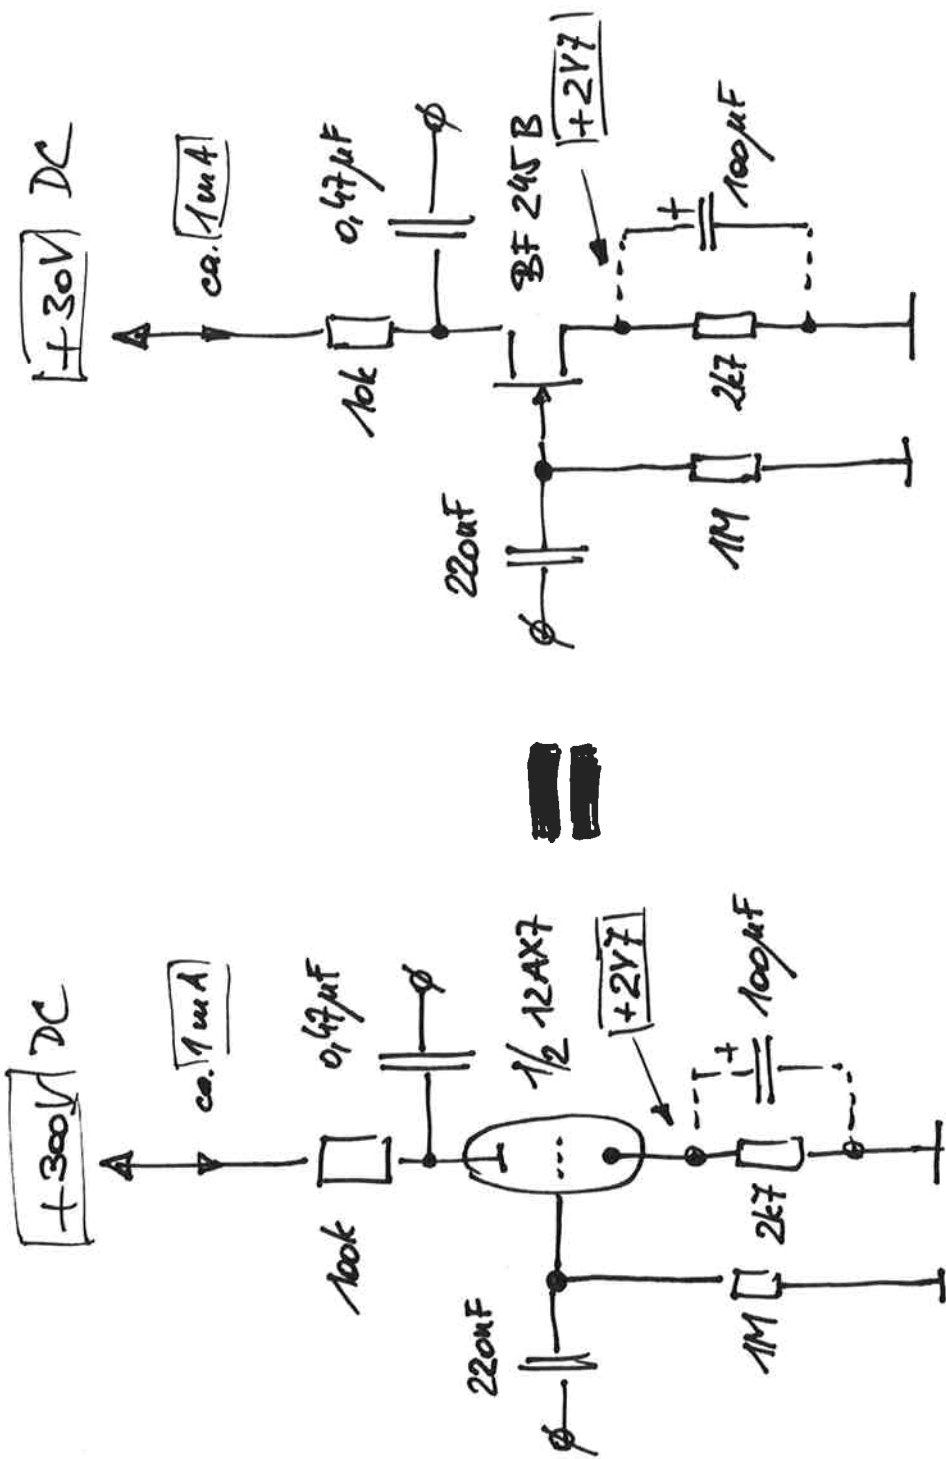 +300V DC
ca. 1mA
100k
0,47µF
220nF
1/2 12AX7
+2V7
1M
2k7
+
100µF
=
+30V DC
ca. 1mA
10k
0,47µF
220nF
BF 245 B
+2V7
1M
2k7
+
100µF